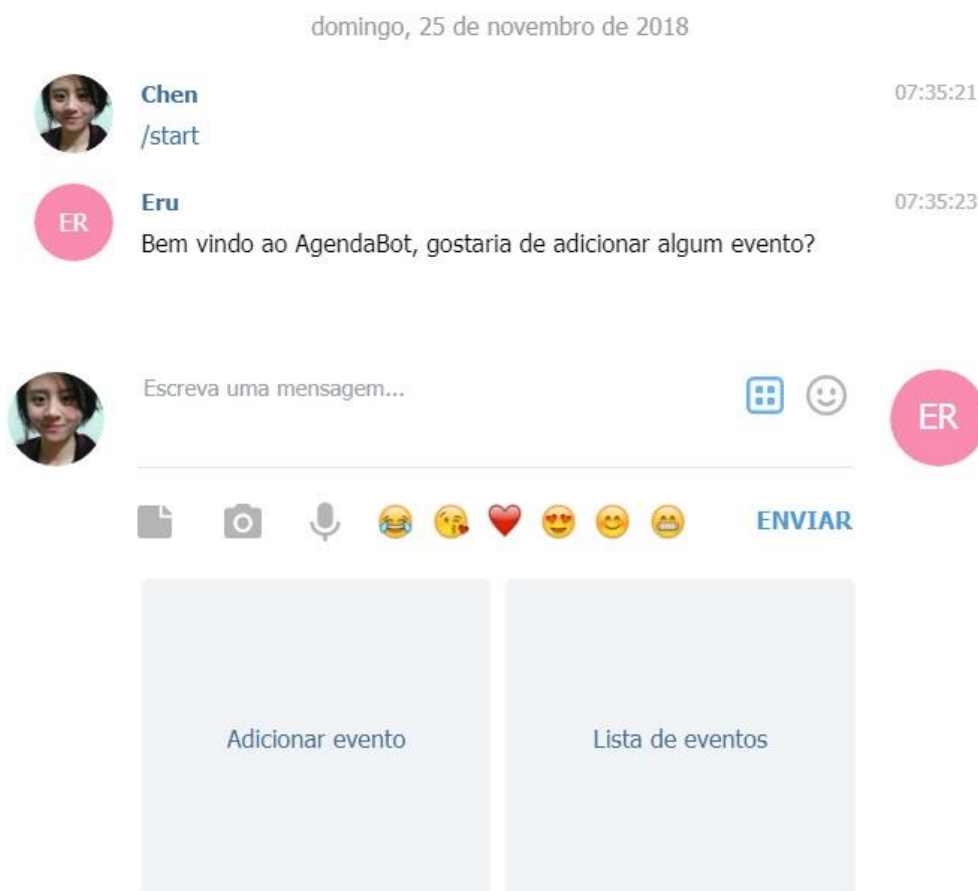 domingo, 25 de novembro de 2018
Chen 07:35:21
/start
ER
Eru 07:35:23
Bem vindo ao AgendaBot, gostaria de adicionar algum evento?
Escreva uma mensagem...
ER
ENVIAR
Adicionar evento Lista de eventos